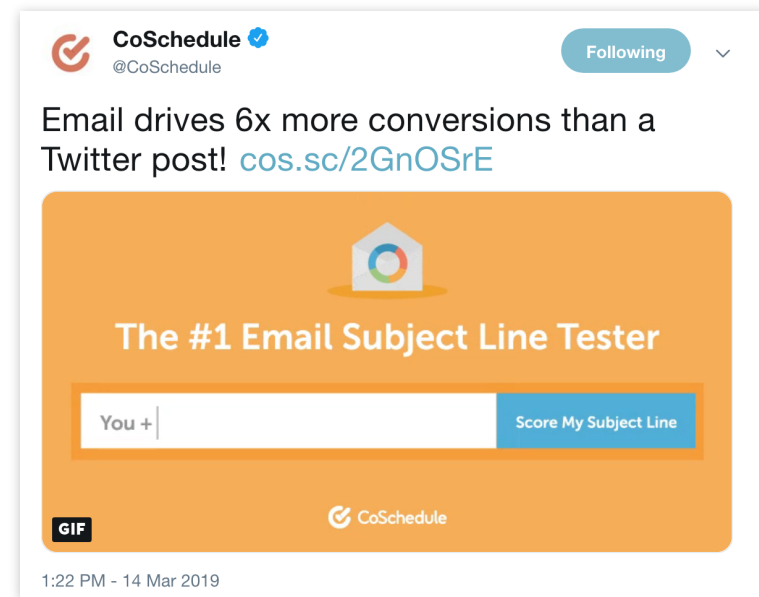 CoSchedule
@CoSchedule
Following
Email drives 6x more conversions than a
Twitter post! cos.sc/2GnOSrE
The #1 Email Subject Line Tester
You +
Score My Subject Line
CoSchedule
GIF
1:22 PM - 14 Mar 2019